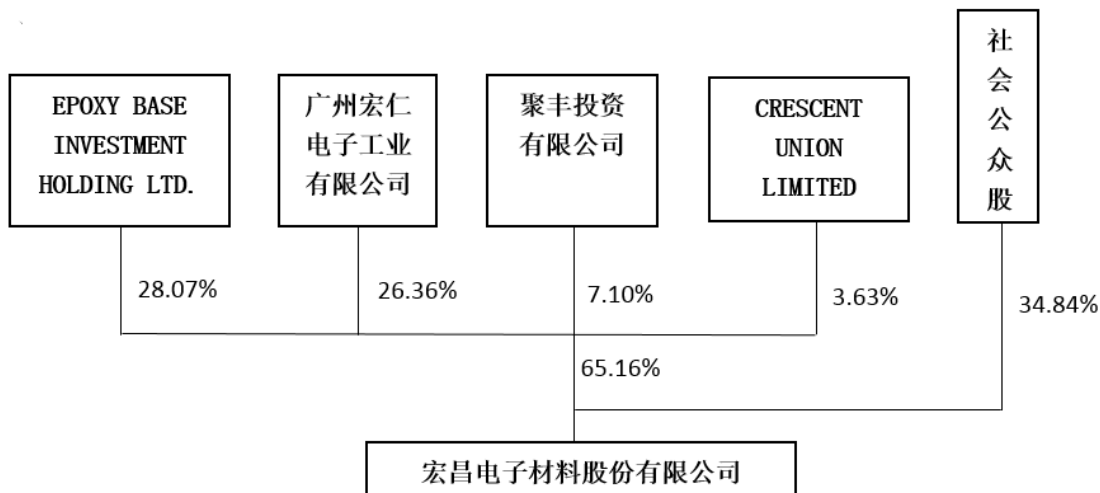 EPOXY BASE
INVESTMENT
HOLDING LTD.
广州宏仁
电子工业
有限公司
聚丰投资
有限公司
CRESCENT
UNION
LIMITED
社
会
公
众
股
28.07%
26.36%
7.10%
3.63%
34.84%
65.16%
宏昌电子材料股份有限公司